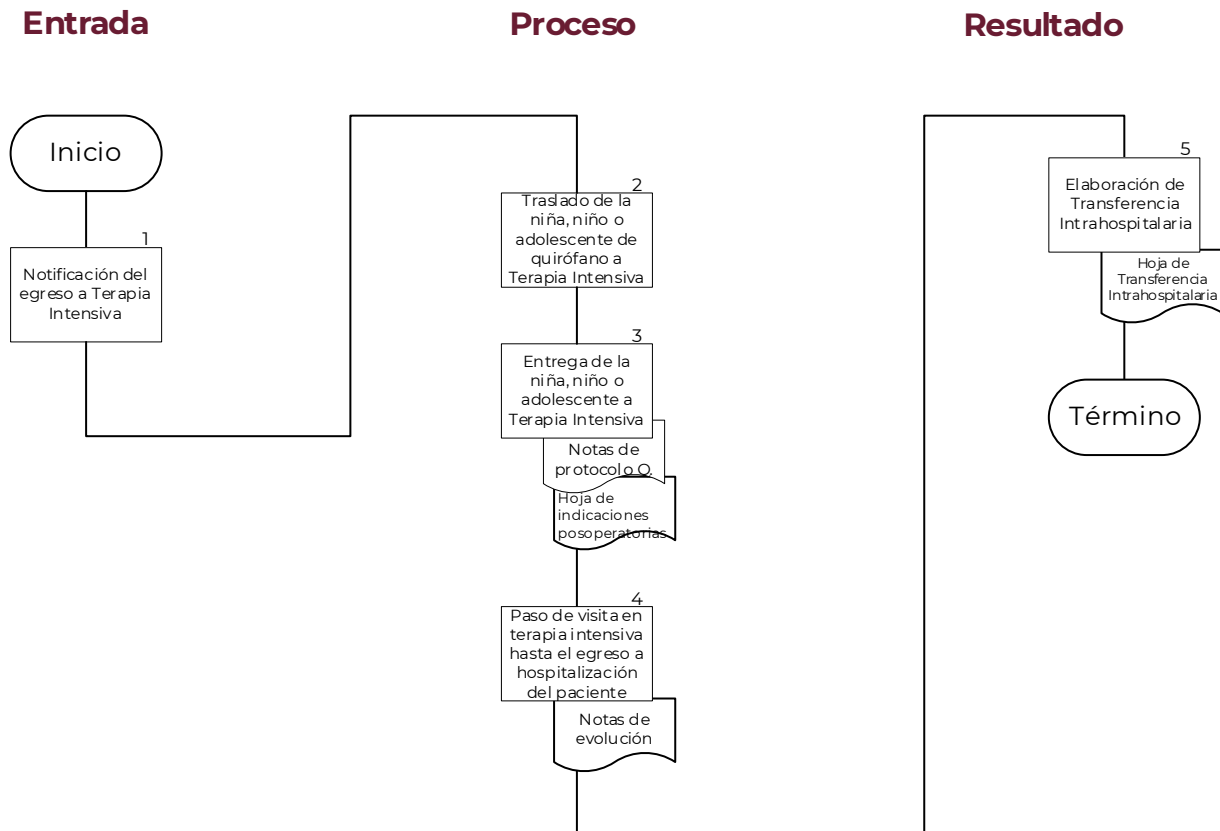 Entrada
Proceso
Resultado
Inicio
1
Notificación del
egreso a Terapia
Intensiva
2
Traslado de la
niña, niño o
adolescente de
quirófano a
Terapia Intensiva
3
Entrega de la
niña, niño o
adolescente a
Terapia Intensiva
Notas de
protocolo Q.
Hoja de
indicaciones
posoperatorias
4
Paso de visita en
terapia intensiva
hasta el egreso a
hospitalización
del paciente
Notas de
evolución
5
Elaboración de
Transferencia
Intrahospitalaria
Hoja de
Transferencia
Intrahospitalaria
Término